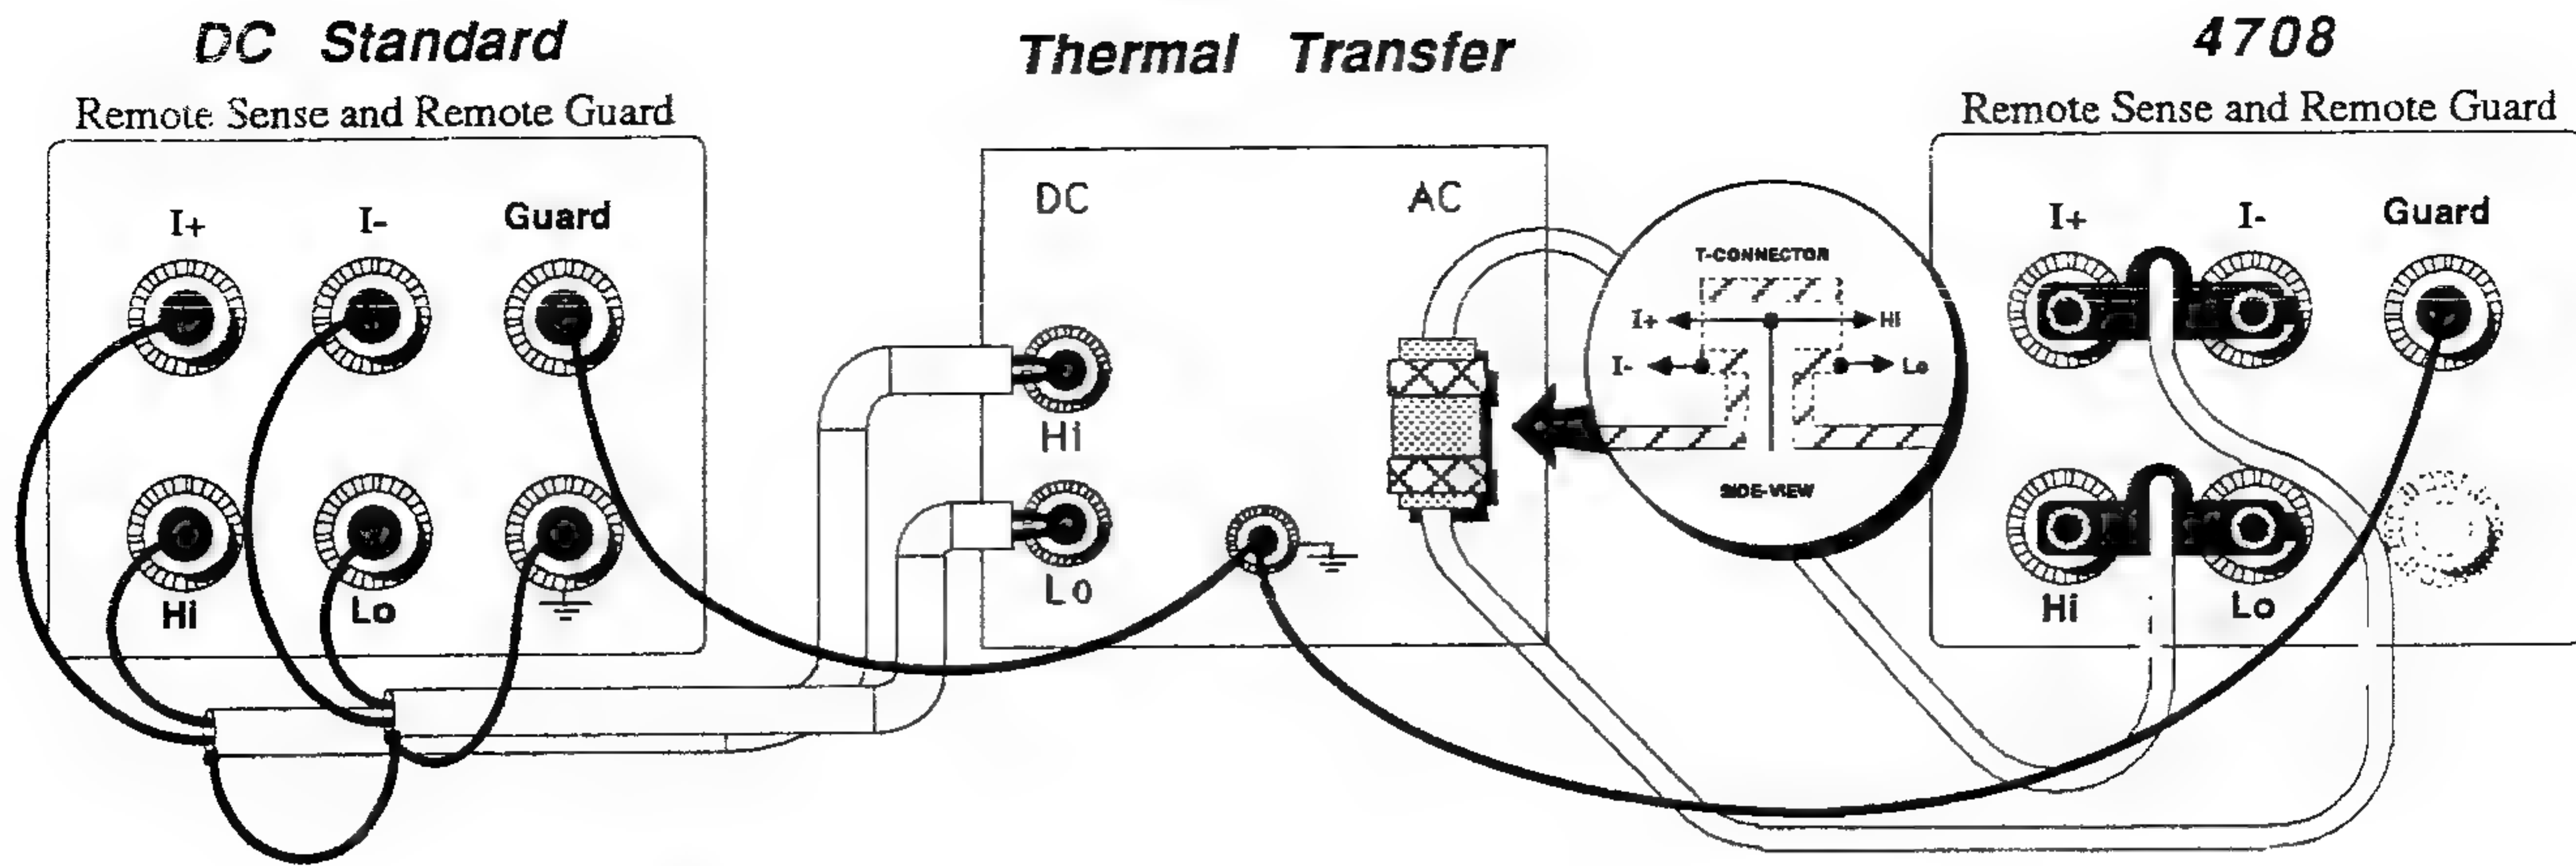 DC Standard
Remote Sense and Remote Guard
I+ I- Guard
Hi Lo
Thermal Transfer
DC AC
Hi
Lo
T-CONNECTOR
I+ Hi
I- Lo
SIDE-VIEW
4708
Remote Sense and Remote Guard
I+ I- Guard
Hi Lo